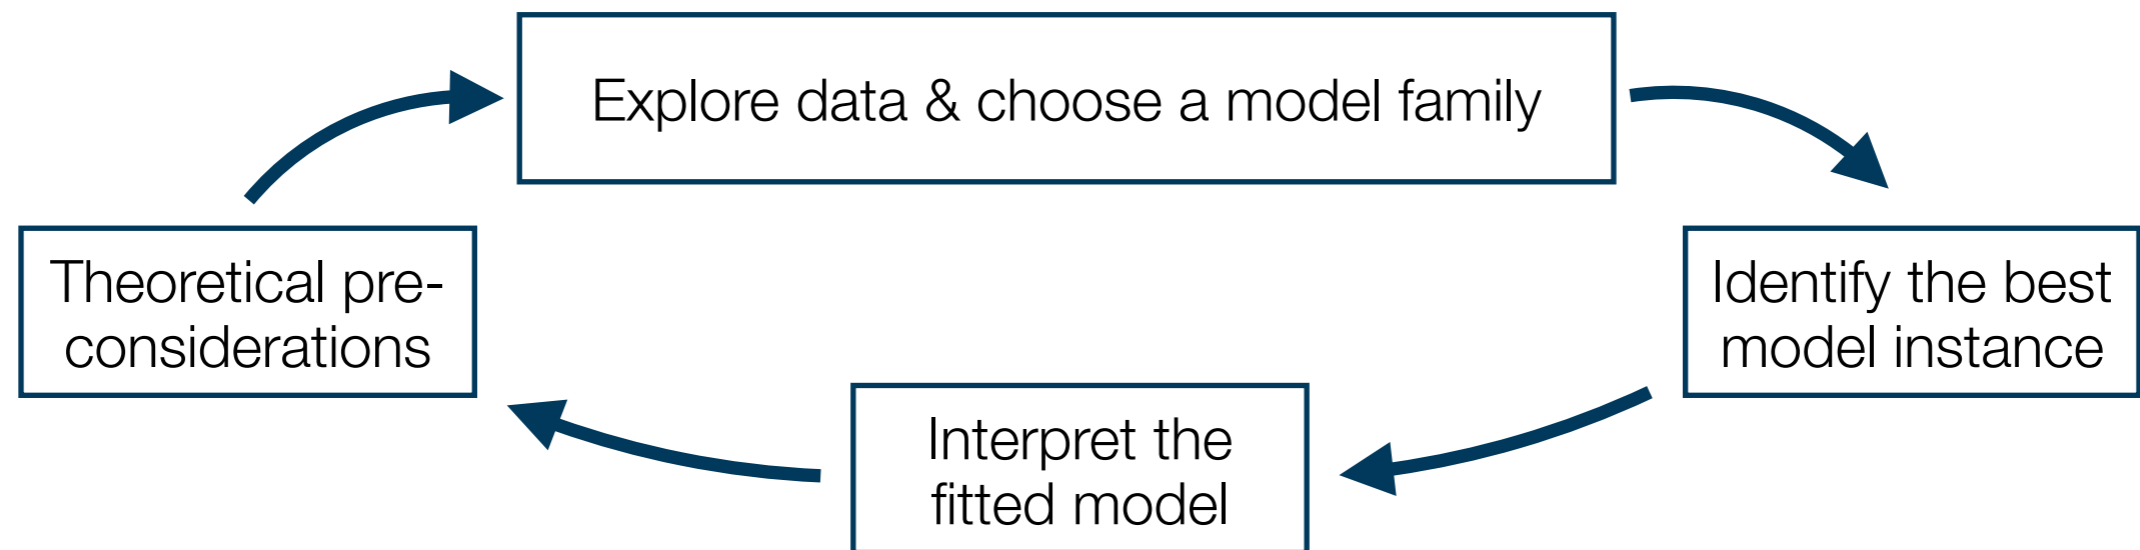 Explore data & choose a model family
Theoretical pre-
considerations
Identify the best
model instance
Interpret the
fitted model